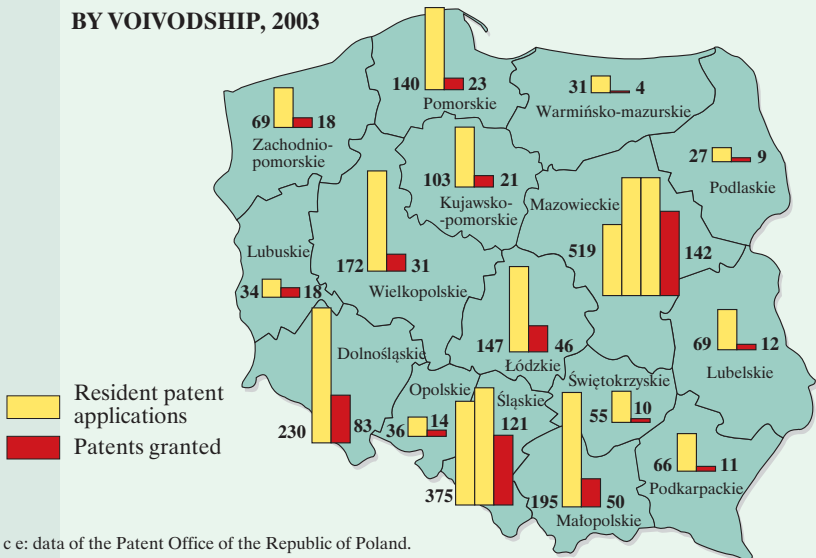 BY VOIVODSHIP, 2003
140 23
Pomorskie
31 4
Warmińsko-mazurskie
69 18
Zachodnio-
pomorskie
27 9
Podlaskie
103 21
Kujawsko-
-pomorskie
Mazowieckie
519 142
Lubuskie
34 18
172 31
Wielkopolskie
147 46
Łódzkie
69 12
Lubelskie
Dolnośląskie
230 83
Opolskie
36 14
Śląskie
121
375
Świętokrzyskie
55 10
195 50
Małopolskie
66 11
Podkarpackie
Resident patent
applications
Patents granted
c e: data of the Patent Office of the Republic of Poland.